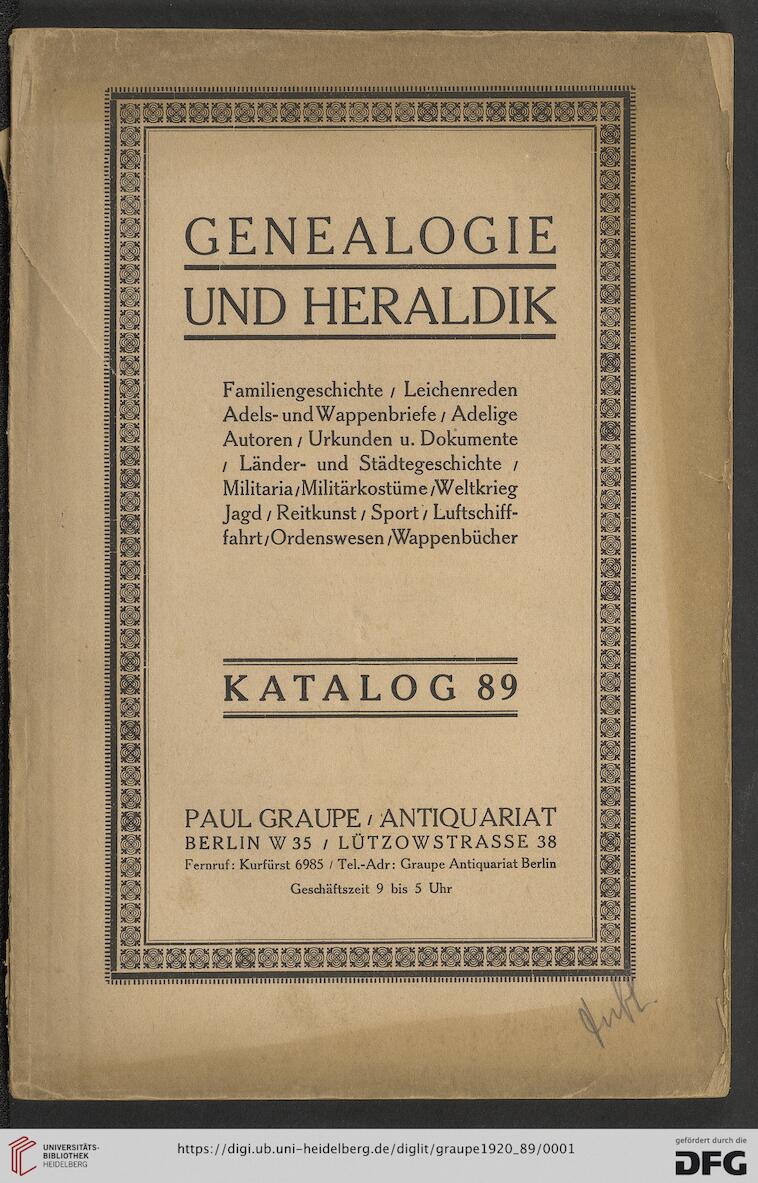 GENEALOGIE
UND HERALDIK
Familiengeschichte / Leichenreden
Adels- und Wappenbriefe / Adelige
Autoren / Urkunden u. Dokumente
/ Länder- und Städtegeschichte /
Militaria / Militärkostüme / Weltkrieg
Jagd / Reitkunst / Sport / Luftschiff-
fahrt / Ordenswesen / Wappenbücher
KATALOG 89
PAUL GRAUPE / ANTIQUARIAT
BERLIN W 35 / LÜTZOWSTRASSE 38
Fernruf: Kurfürst 6985 / Tel.-Adr: Graupe Antiquariat Berlin
Geschäftszeit 9 bis 5 Uhr
UNIVERSITÄTS-
BIBLIOTHEK
HEIDELBERG
https://digi.ub.uni-heidelberg.de/diglit/graupe1920_89/0001
gefördert durch die
DFG